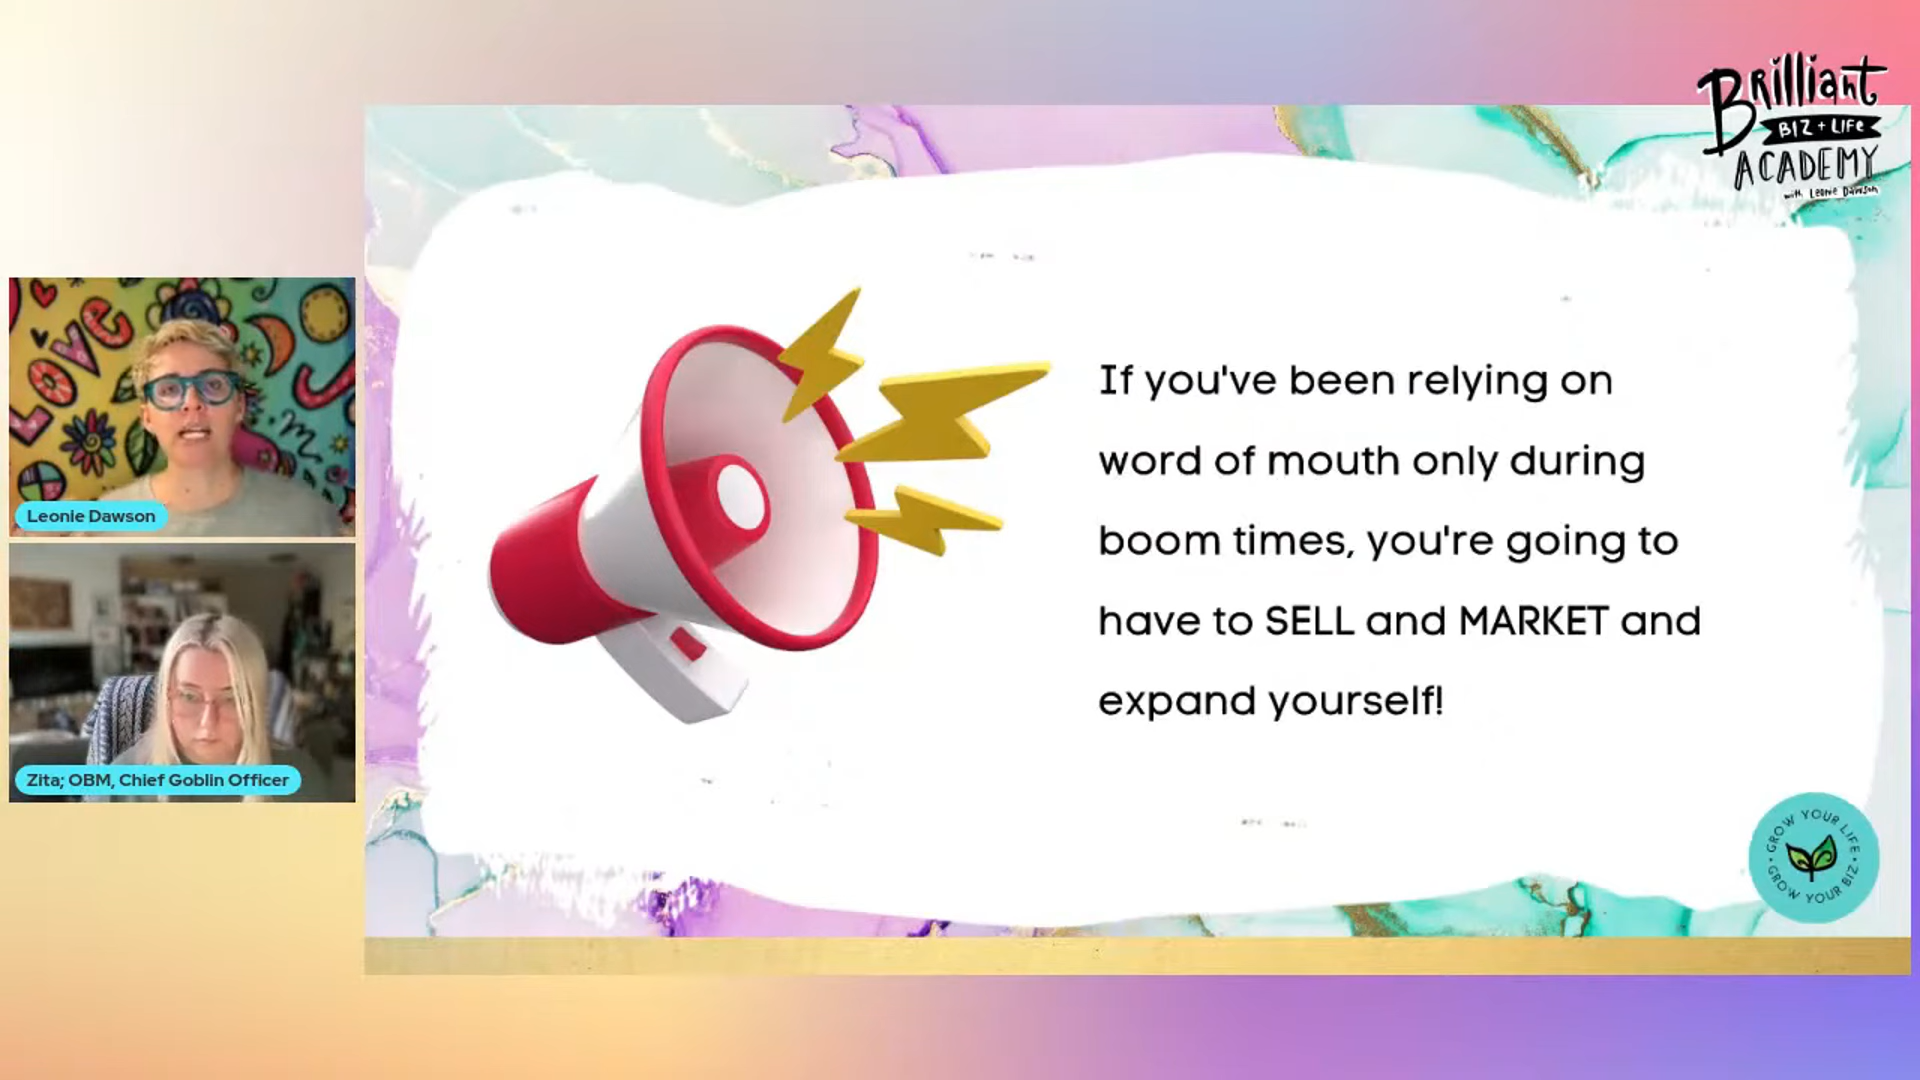 Brilliant
BIZ + LIFE
ACADEMY
with Leonie Dawson
LOVE
Leonie Dawson
Zita; OBM, Chief Goblin Officer
If you've been relying on
word of mouth only during
boom times, you're going to
have to SELL and MARKET and
expand yourself!
GROW YOUR LIFE
GROW YOUR BIZ